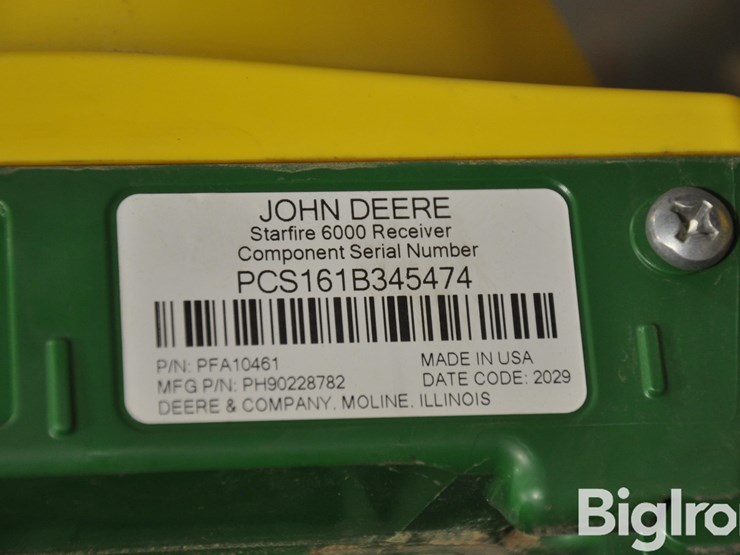 JOHN DEERE
Starfire 6000 Receiver
Component Serial Number
PCS161B345474
P/N: PFA10461 MADE IN USA
MFG P/N: PH90228782 DATE CODE: 2029
DEERE & COMPANY. MOLINE, ILLINOIS
BigIro